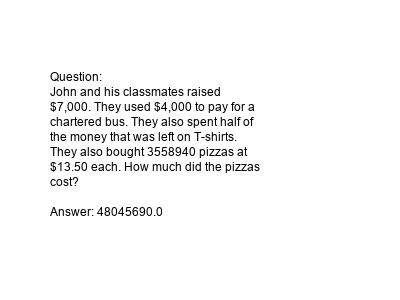 Question:
John and his classmates raised
$7,000. They used $4,000 to pay for a
chartered bus. They also spent half of
the money that was left on T-shirts.
They also bought 3558940 pizzas at
$13.50 each. How much did the pizzas
cost?
Answer: 48045690.0